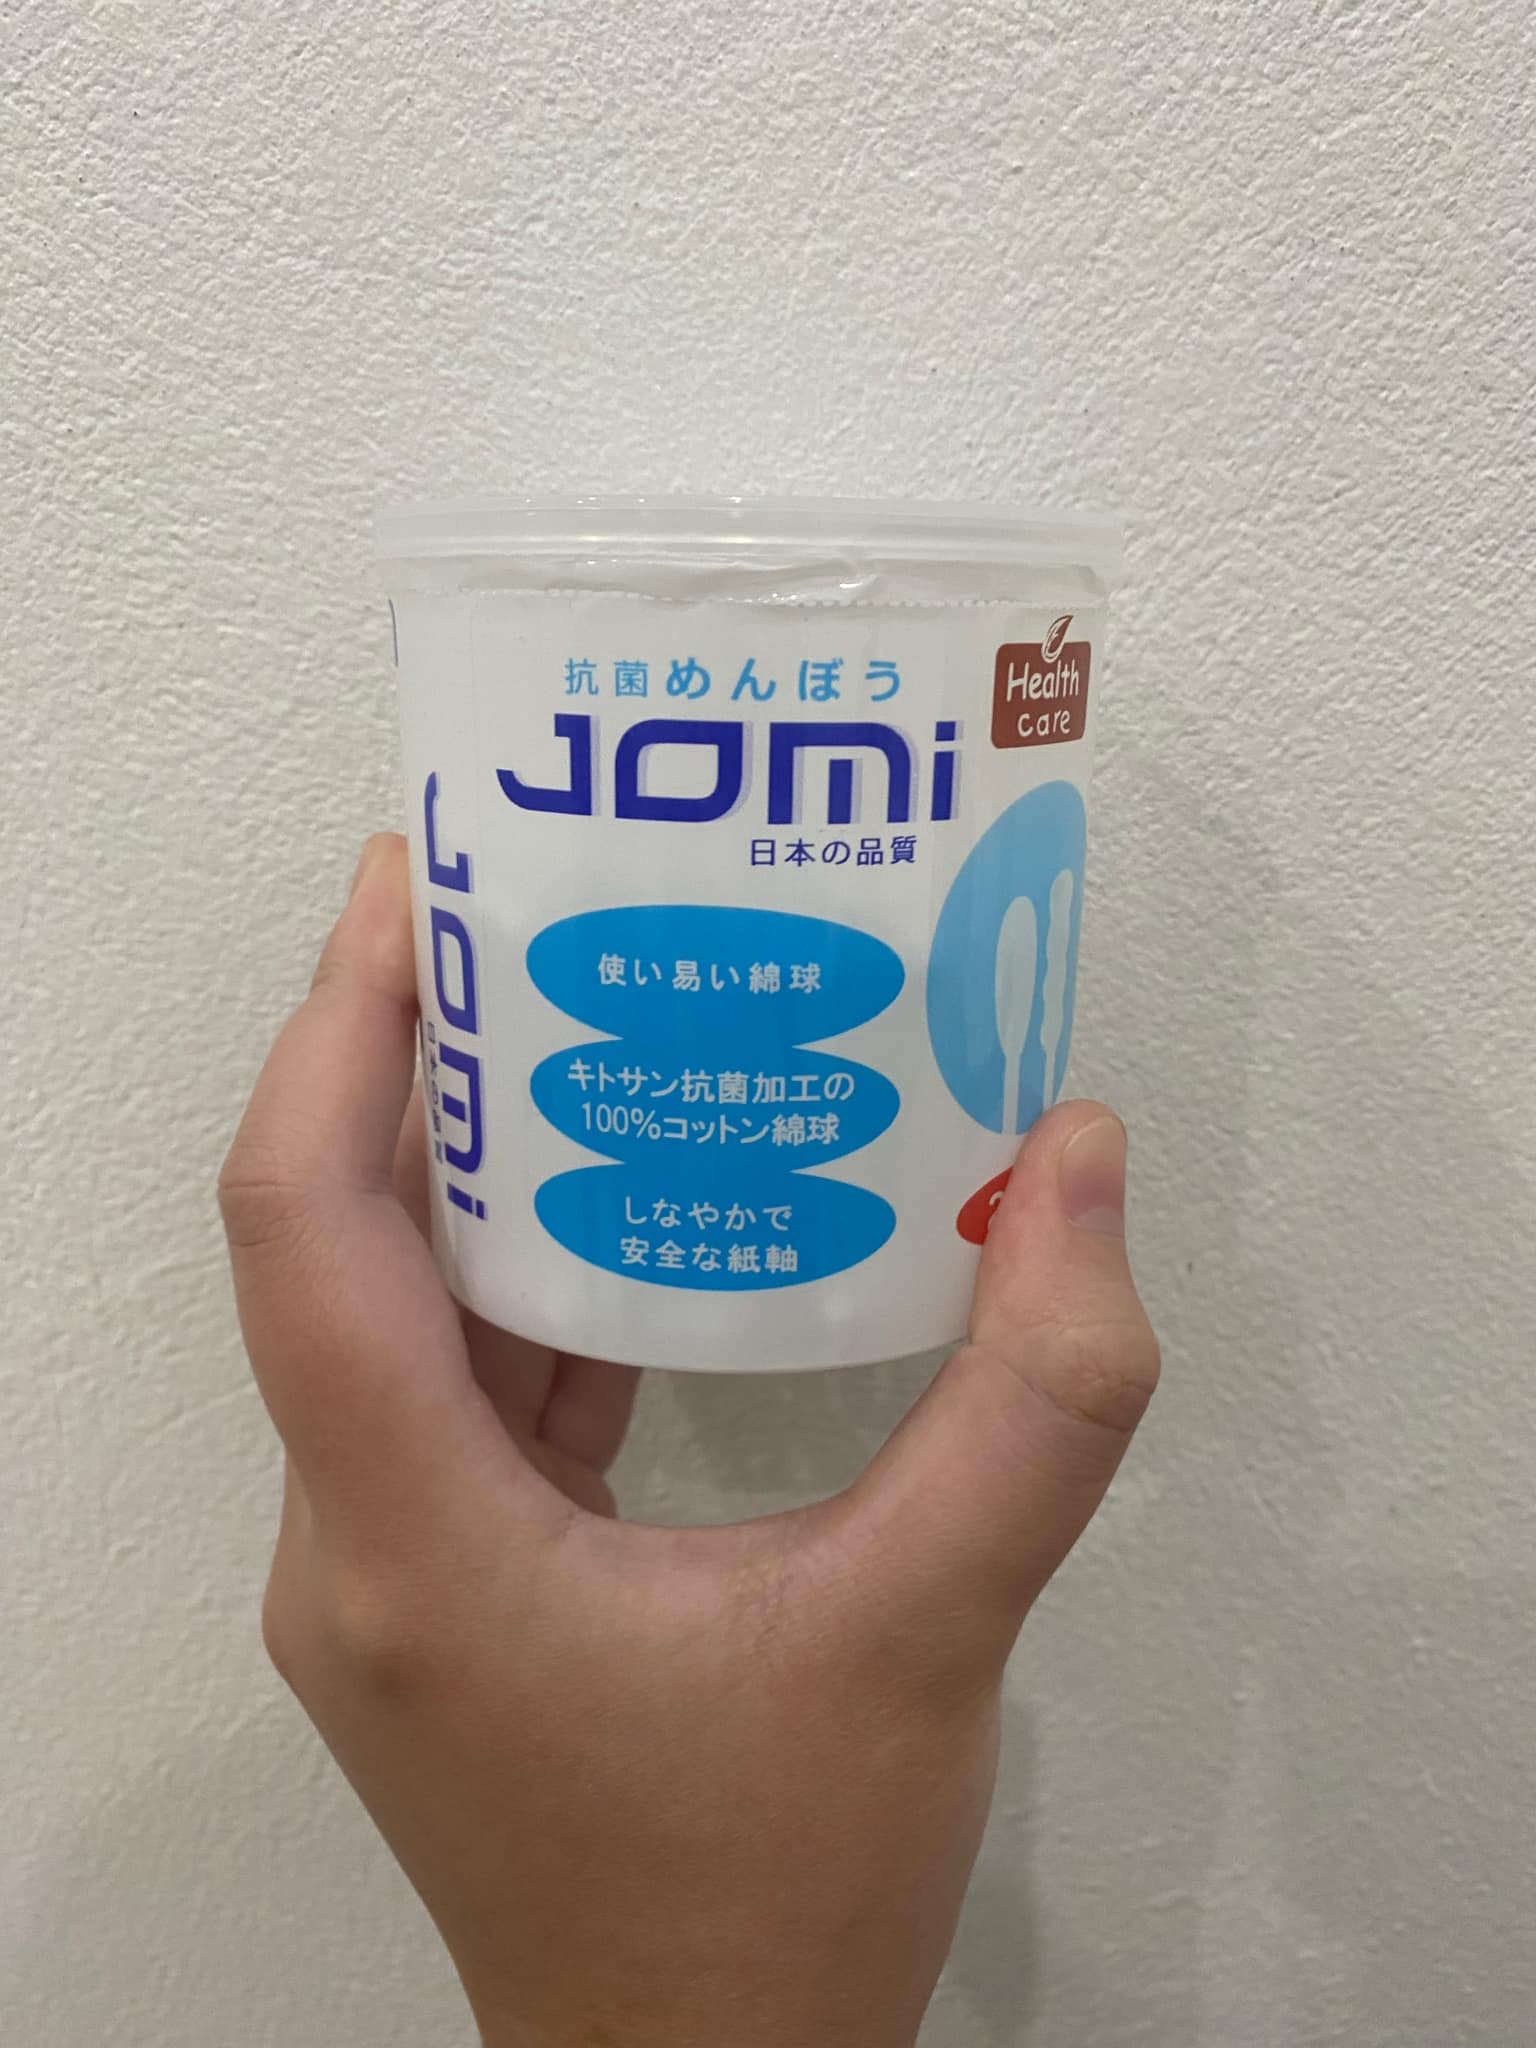 抗菌めんぼう
JOMi
日本の品質
Health
care
使い易い綿球
キトサン抗菌加工の
100%コットン綿球
しなやかで
安全な紙軸
JOMi